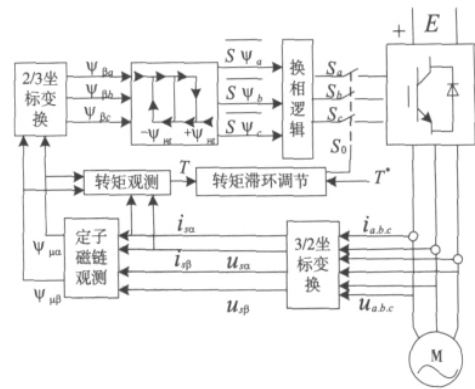 + E
2/3坐
标变
换
ψβa
ψβb
ψβc
−ψμg +ψμg
Sψa
Sψb
Sψc
换
相
逻
辑
Sa
Sb
Sc
S0
转矩观测
T
转矩滞环调节
T*
定子
磁链
观测
ψμα
ψμβ
isα
isβ
usα
usβ
3/2坐
标变
换
ia.b.c
ua.b.c
M